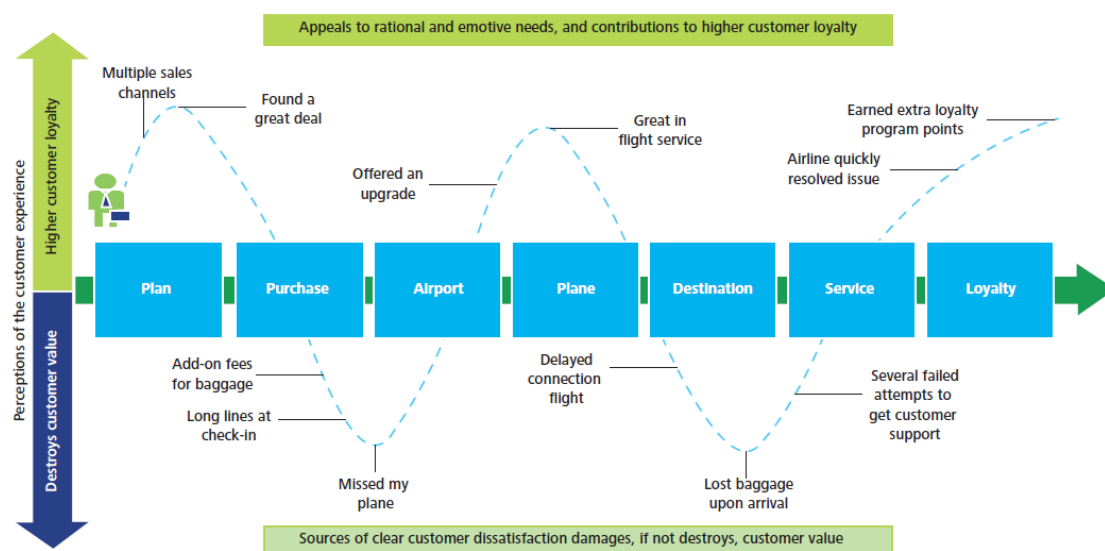 Appeals to rational and emotive needs, and contributions to higher customer loyalty
Perceptions of the customer experience
Higher customer loyalty
Destroys customer value
Multiple sales
channels
Found a
great deal
Offered an
upgrade
Great in
flight service
Earned extra loyalty
program points
Airline quickly
resolved issue
Plan
Purchase
Airport
Plane
Destination
Service
Loyalty
Add-on fees
for baggage
Long lines at
check-in
Missed my
plane
Delayed
connection
flight
Lost baggage
upon arrival
Several failed
attempts to
get customer
support
Sources of clear customer dissatisfaction damages, if not destroys, customer value